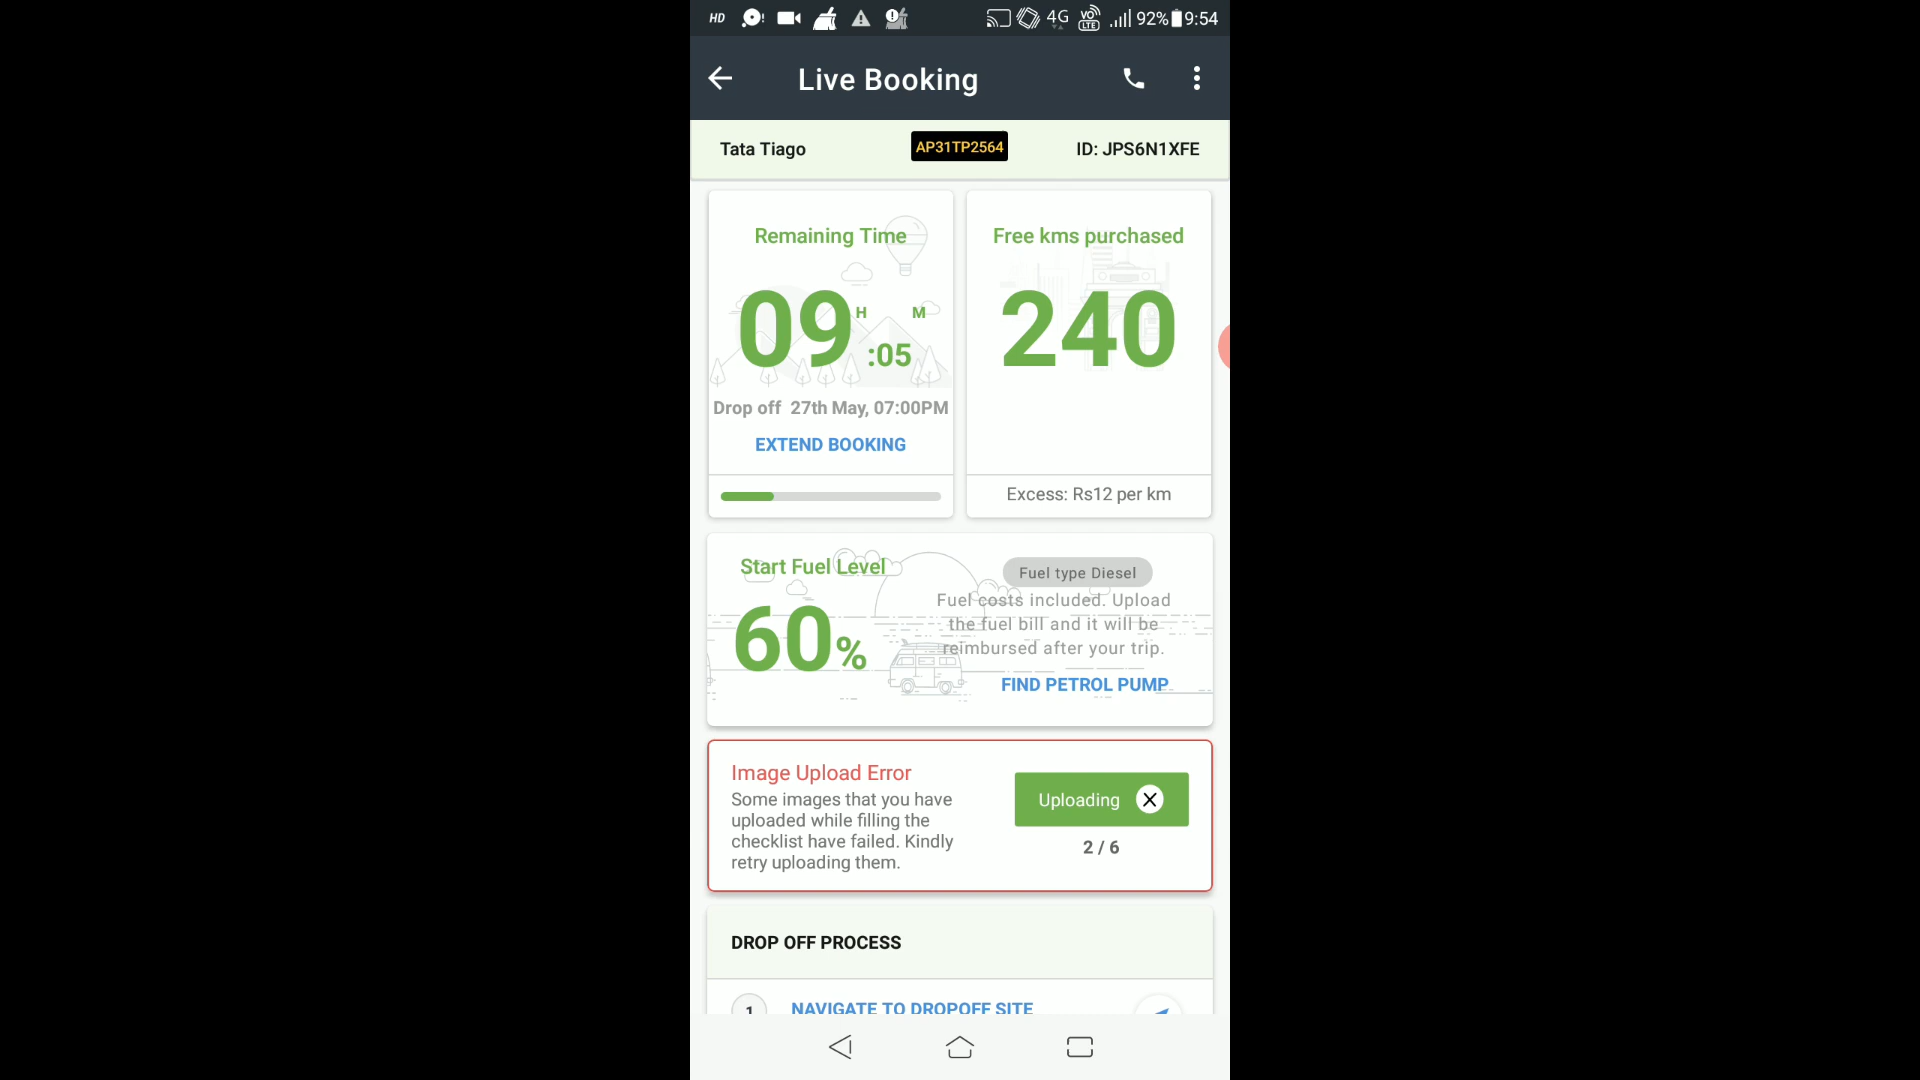 HD 4G VO LTE 92% 9:54
Live Booking
Tata Tiago AP31TP2564 ID: JPS6N1XFE
Remaining Time
09 H :05 M
Drop off 27th May, 07:00PM
EXTEND BOOKING
Free kms purchased
240
Excess: Rs12 per km
Start Fuel Level
60%
Fuel type Diesel
Fuel costs included. Upload
the fuel bill and it will be
reimbursed after your trip.
FIND PETROL PUMP
Image Upload Error
Some images that you have
uploaded while filling the
checklist have failed. Kindly
retry uploading them.
Uploading X
2 / 6
DROP OFF PROCESS
1 NAVIGATE TO DROPOFF SITE